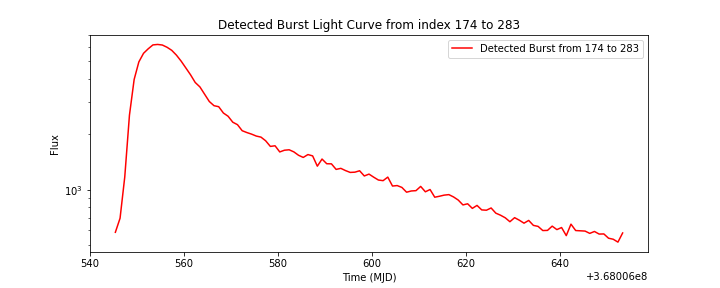 Detected Burst Light Curve from index 174 to 283
Detected Burst from 174 to 283
Flux
10³
540 560 580 600 620 640
Time (MJD)
+3.68006e8